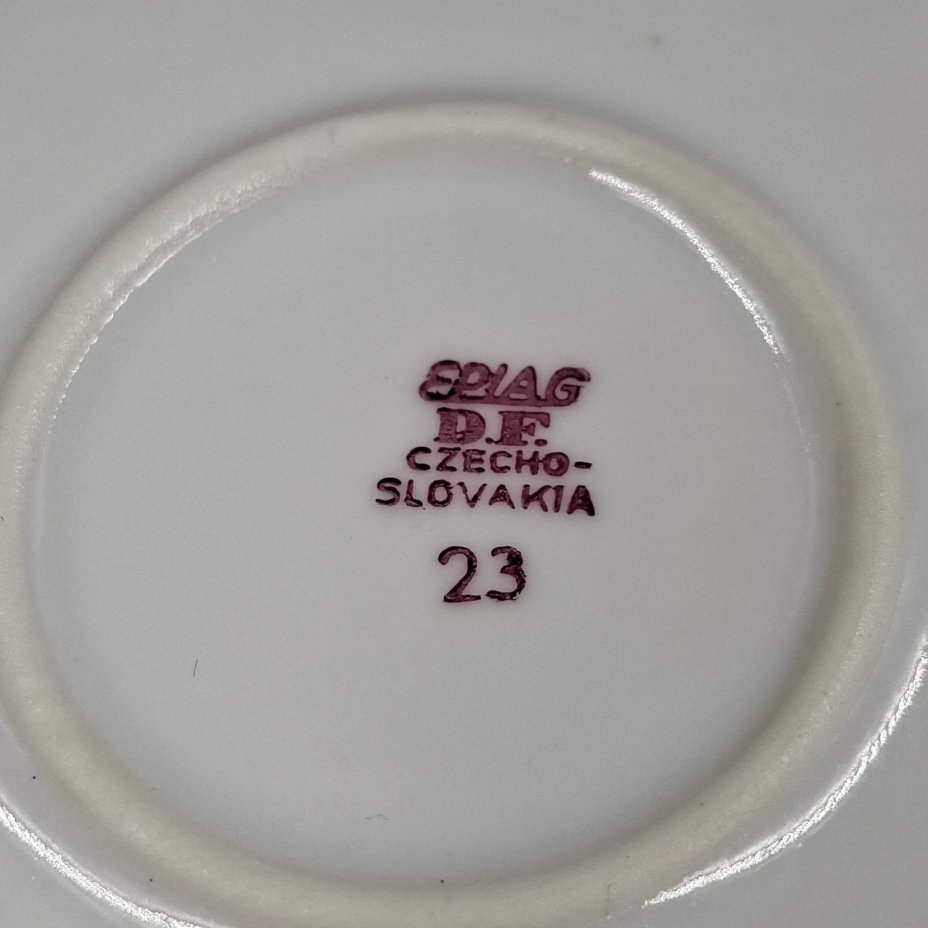 EPIAG
D.F.
CZECHO-
SLOVAKIA
23